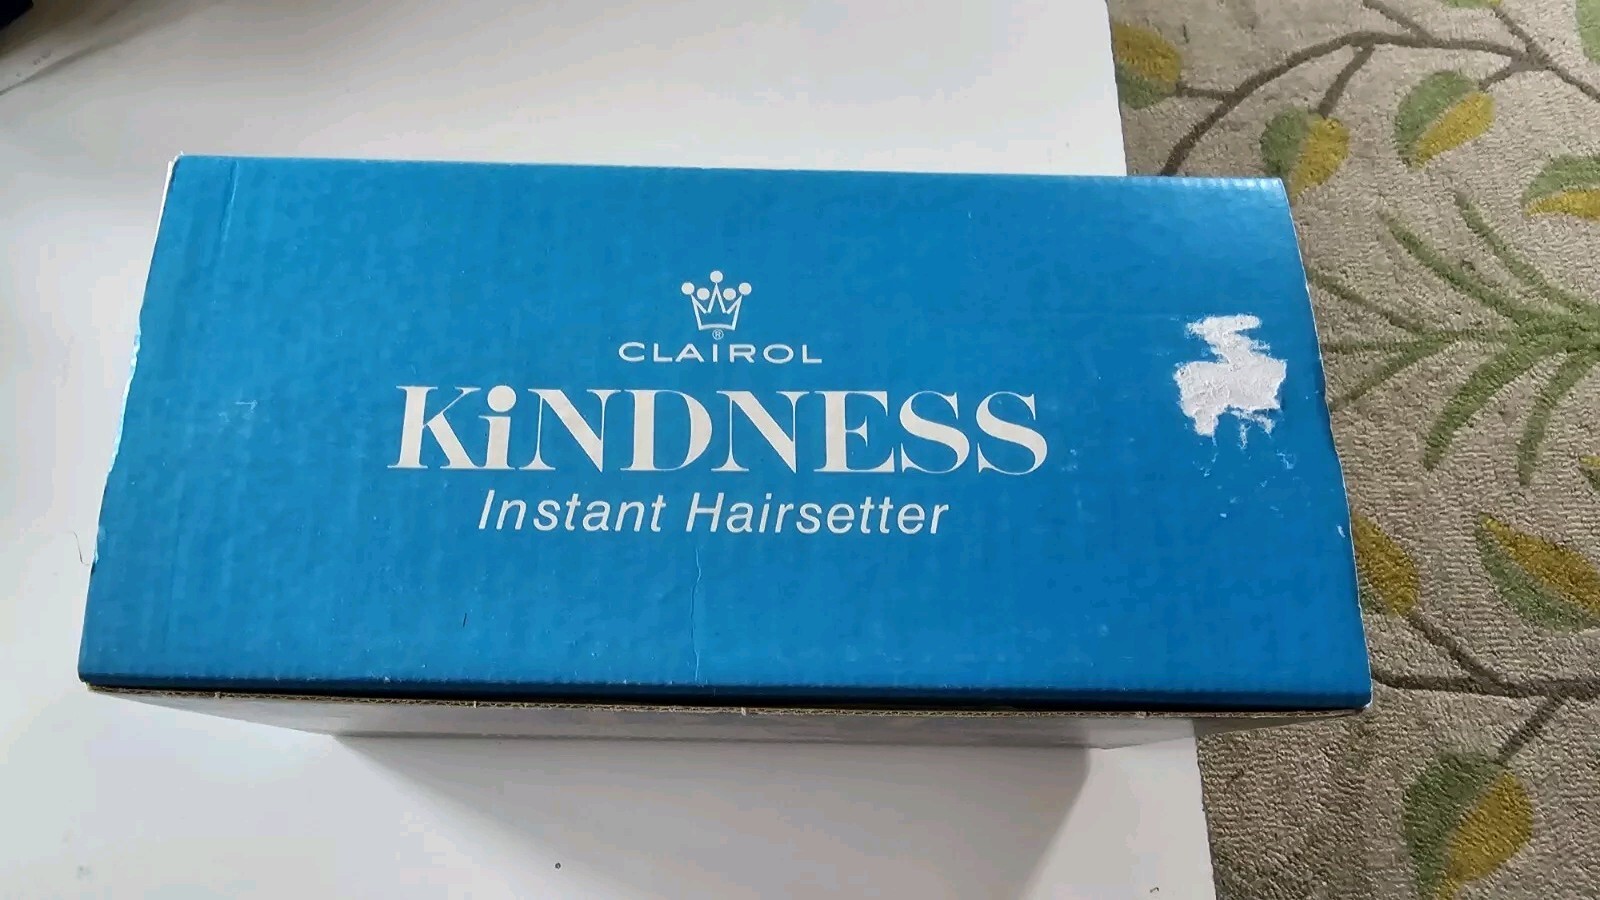 ®
CLAIROL
KiNDNESS
Instant Hairsetter